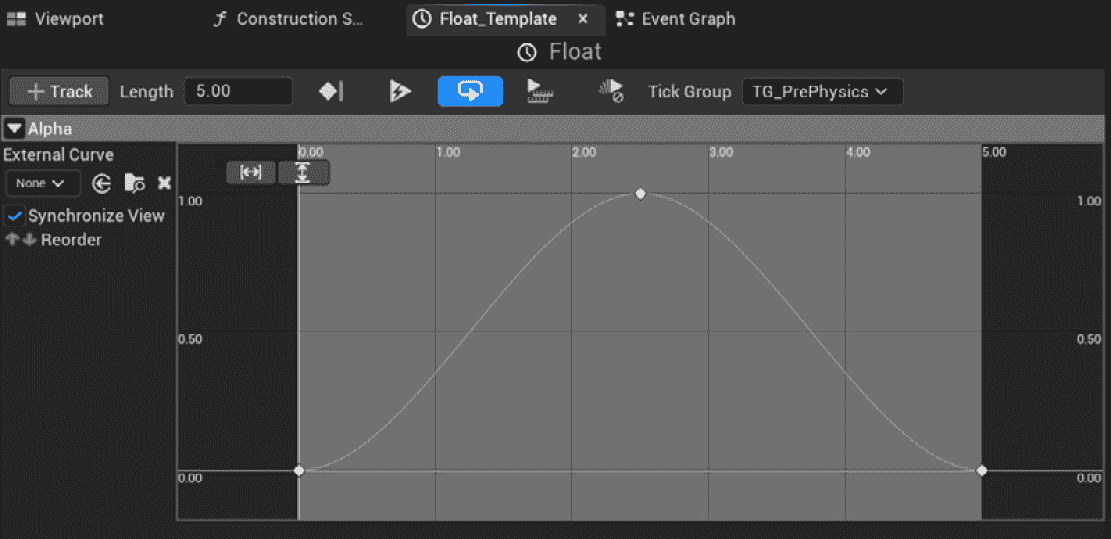 Viewport Construction S... Float_Template Event Graph
Float
Track Length 5.00 Tick Group TG_PrePhysics
Alpha
External Curve
None
Synchronize View
Reorder
0.00 1.00 2.00 3.00 4.00 5.00
1.00 1.00
0.50 0.50
0.00 0.00